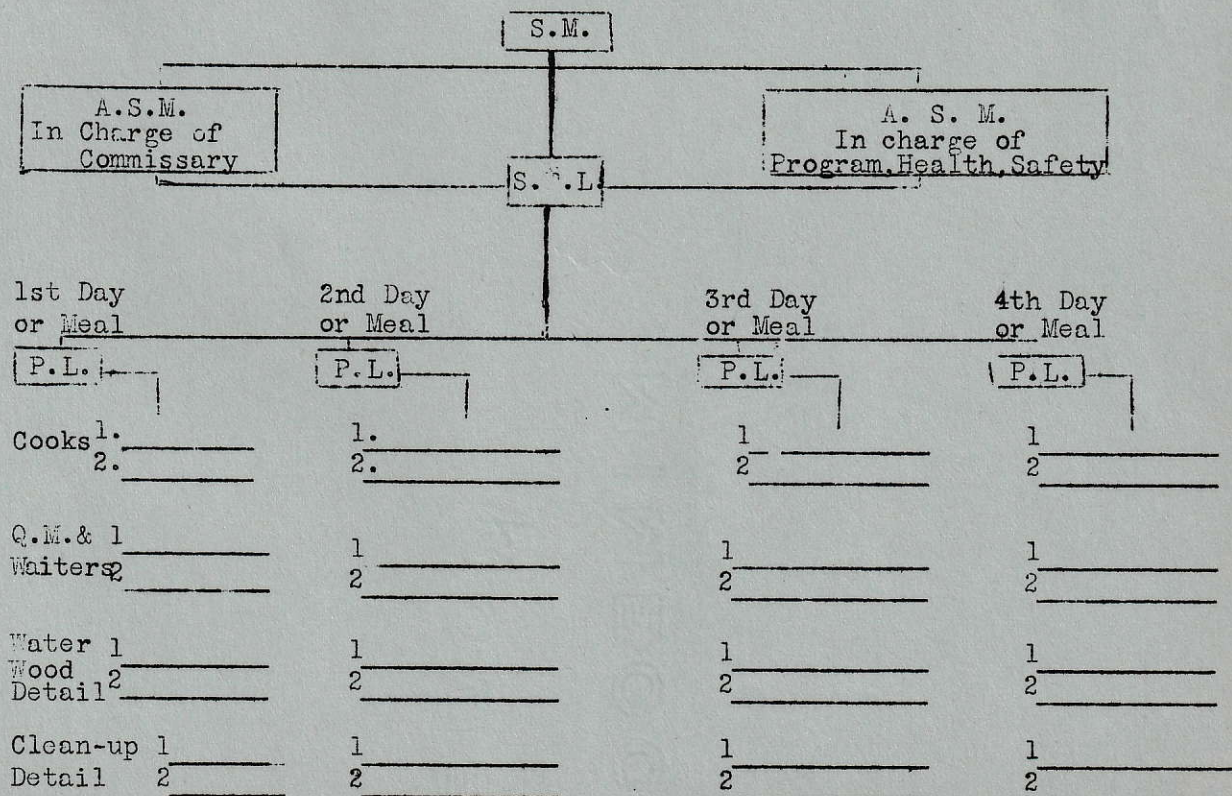 S.M.
A.S.M.
In Charge of
Commissary
A. S. M.
In charge of
Program,Health,Safety
S. .L
1st Day
or Meal
2nd Day
or Meal
3rd Day
or Meal
4th Day
or Meal
P.L.
P.L.
P.L.
P.L.
Cooks 1. 1. 1 1
2. 2. 2 2
Q.M.& 1 1 1 1
Waiters 2 2 2 2
Water 1 1 1 1
Wood
Detail 2 2 2 2
Clean-up 1 1 1 1
Detail 2 2 2 2